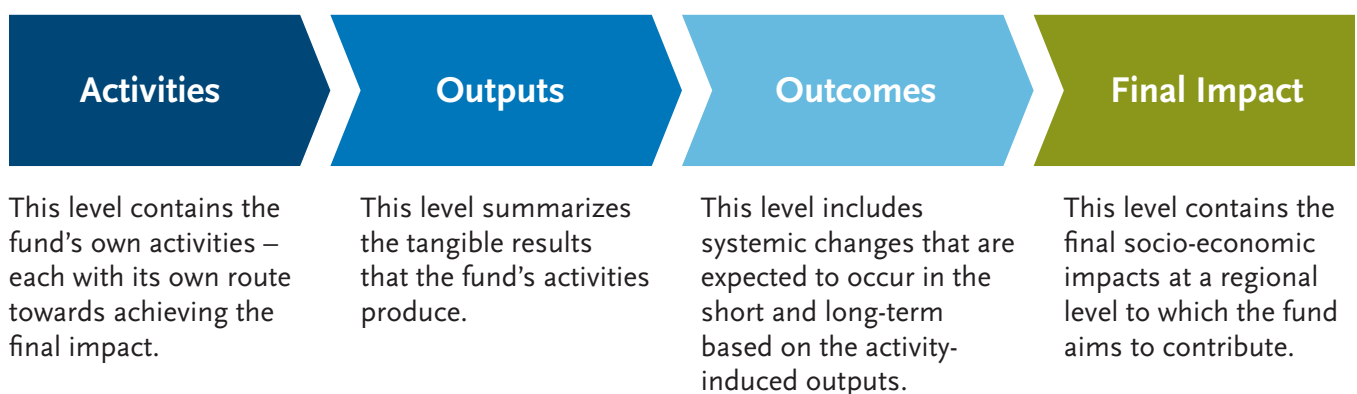 Activities
This level contains the
fund's own activities –
each with its own route
towards achieving the
final impact.
Outputs
This level summarizes
the tangible results
that the fund's activities
produce.
Outcomes
This level includes
systemic changes that are
expected to occur in the
short and long-term
based on the activity-
induced outputs.
Final Impact
This level contains the
final socio-economic
impacts at a regional
level to which the fund
aims to contribute.